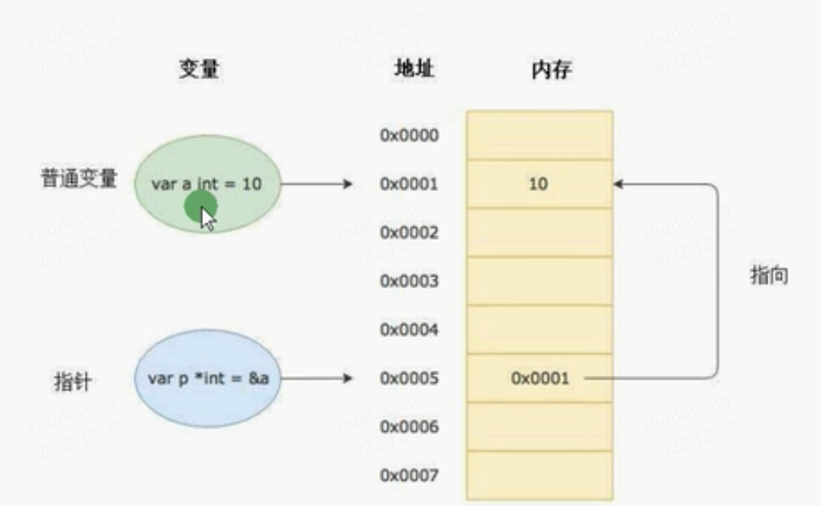 变量 地址 内存
0x0000
普通变量 var a int = 10 0x0001 10
0x0002
0x0003 指向
0x0004
指针 var p *int = &a 0x0005 0x0001
0x0006
0x0007
zhudavang
2022-12-27